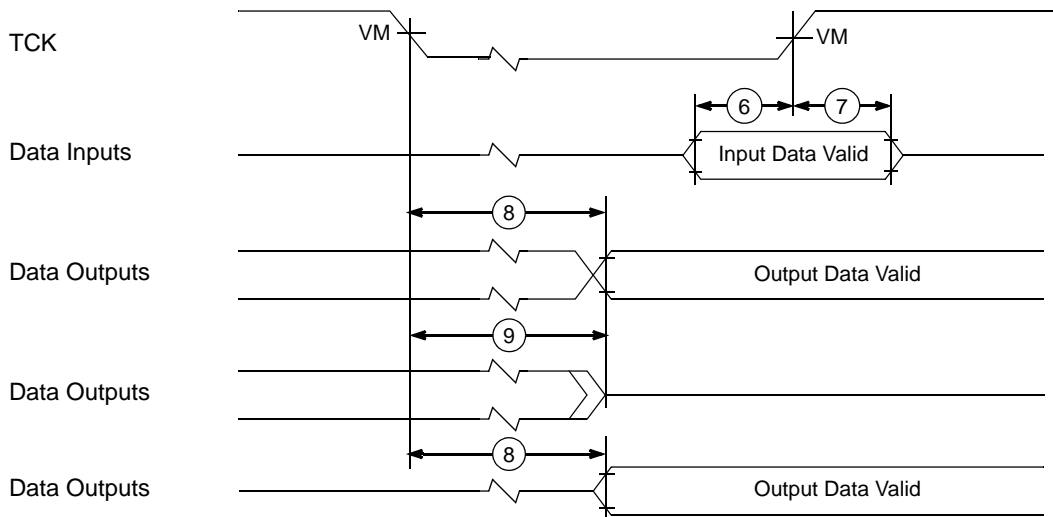 TCK
VM
VM
6
7
Data Inputs
Input Data Valid
8
Data Outputs
Output Data Valid
9
Data Outputs
8
Data Outputs
Output Data Valid